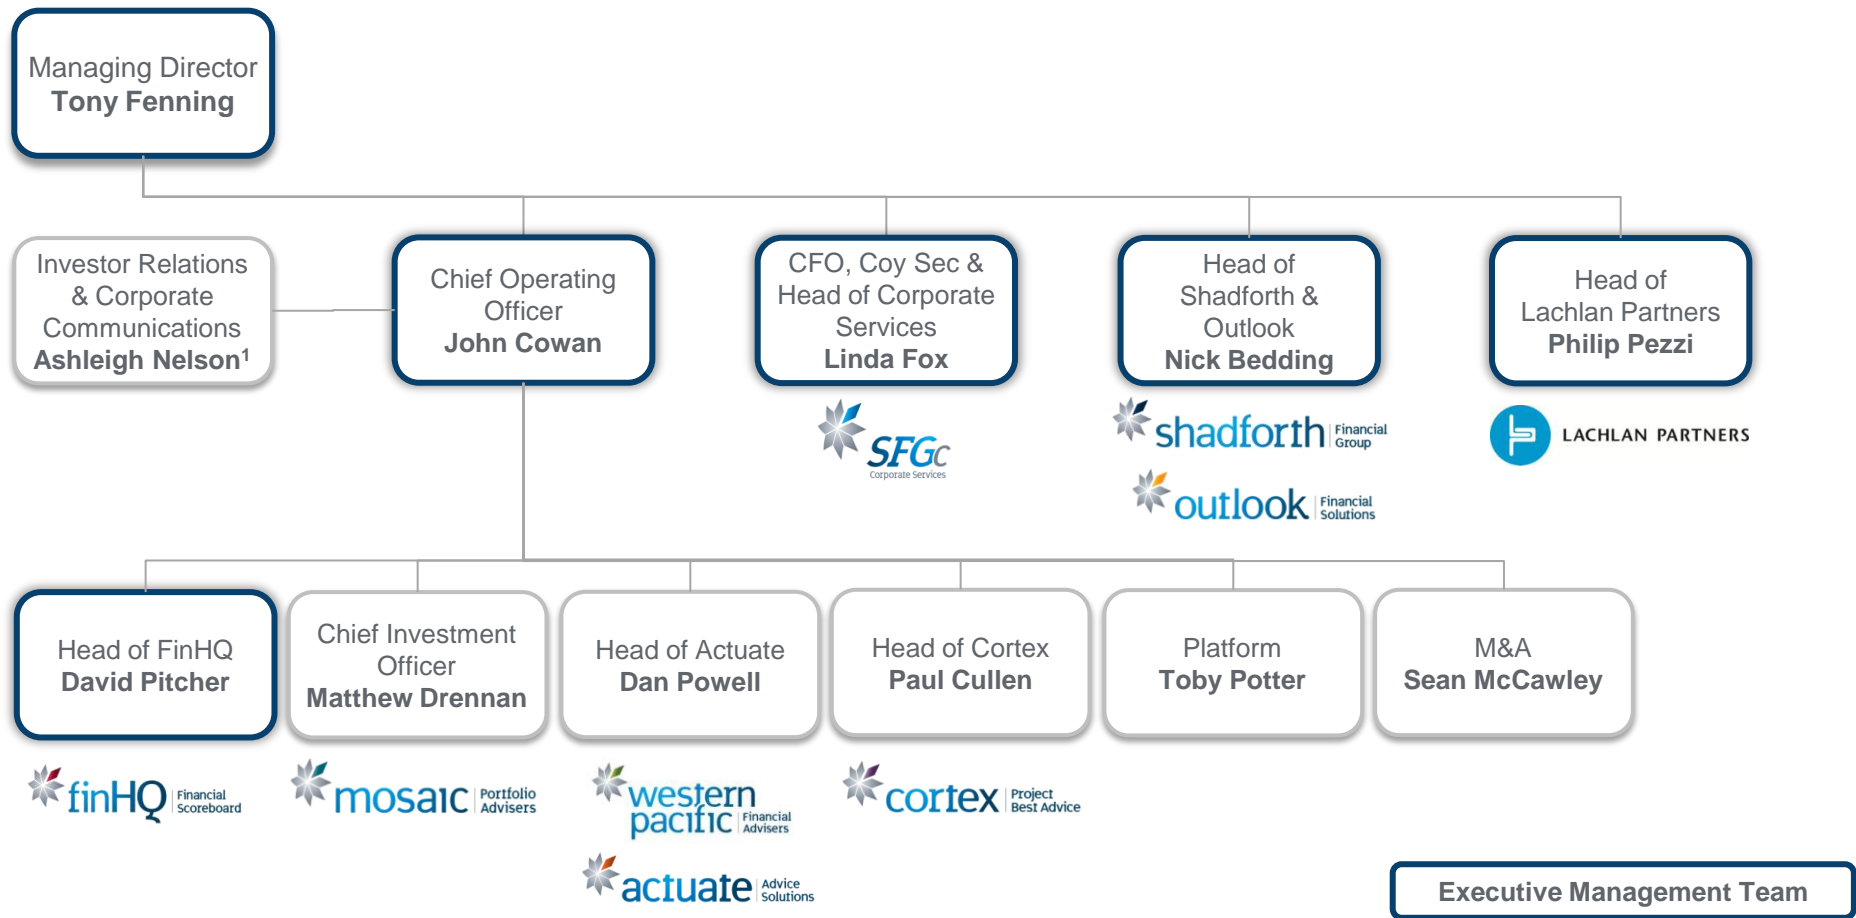 Managing Director
Tony Fenning
Investor Relations
& Corporate
Communications
Ashleigh Nelson1
Chief Operating
Officer
John Cowan
CFO, Coy Sec &
Head of Corporate
Services
Linda Fox
Head of
Shadforth &
Outlook
Nick Bedding
Head of
Lachlan Partners
Philip Pezzi
SFGC
Corporate Services
shadforth Financial
Group
outlook Financial
Solutions
LACHLAN PARTNERS
Head of FinHQ
David Pitcher
Chief Investment
Officer
Matthew Drennan
Head of Actuate
Dan Powell
Head of Cortex
Paul Cullen
Platform
Toby Potter
M&A
Sean McCawley
finHQ Financial
Scoreboard
mosaic Portfolio
Advisers
western
pacific Financial
Advisers
cortex Project
Best Advice
actuate Advice
Solutions
Executive Management Team